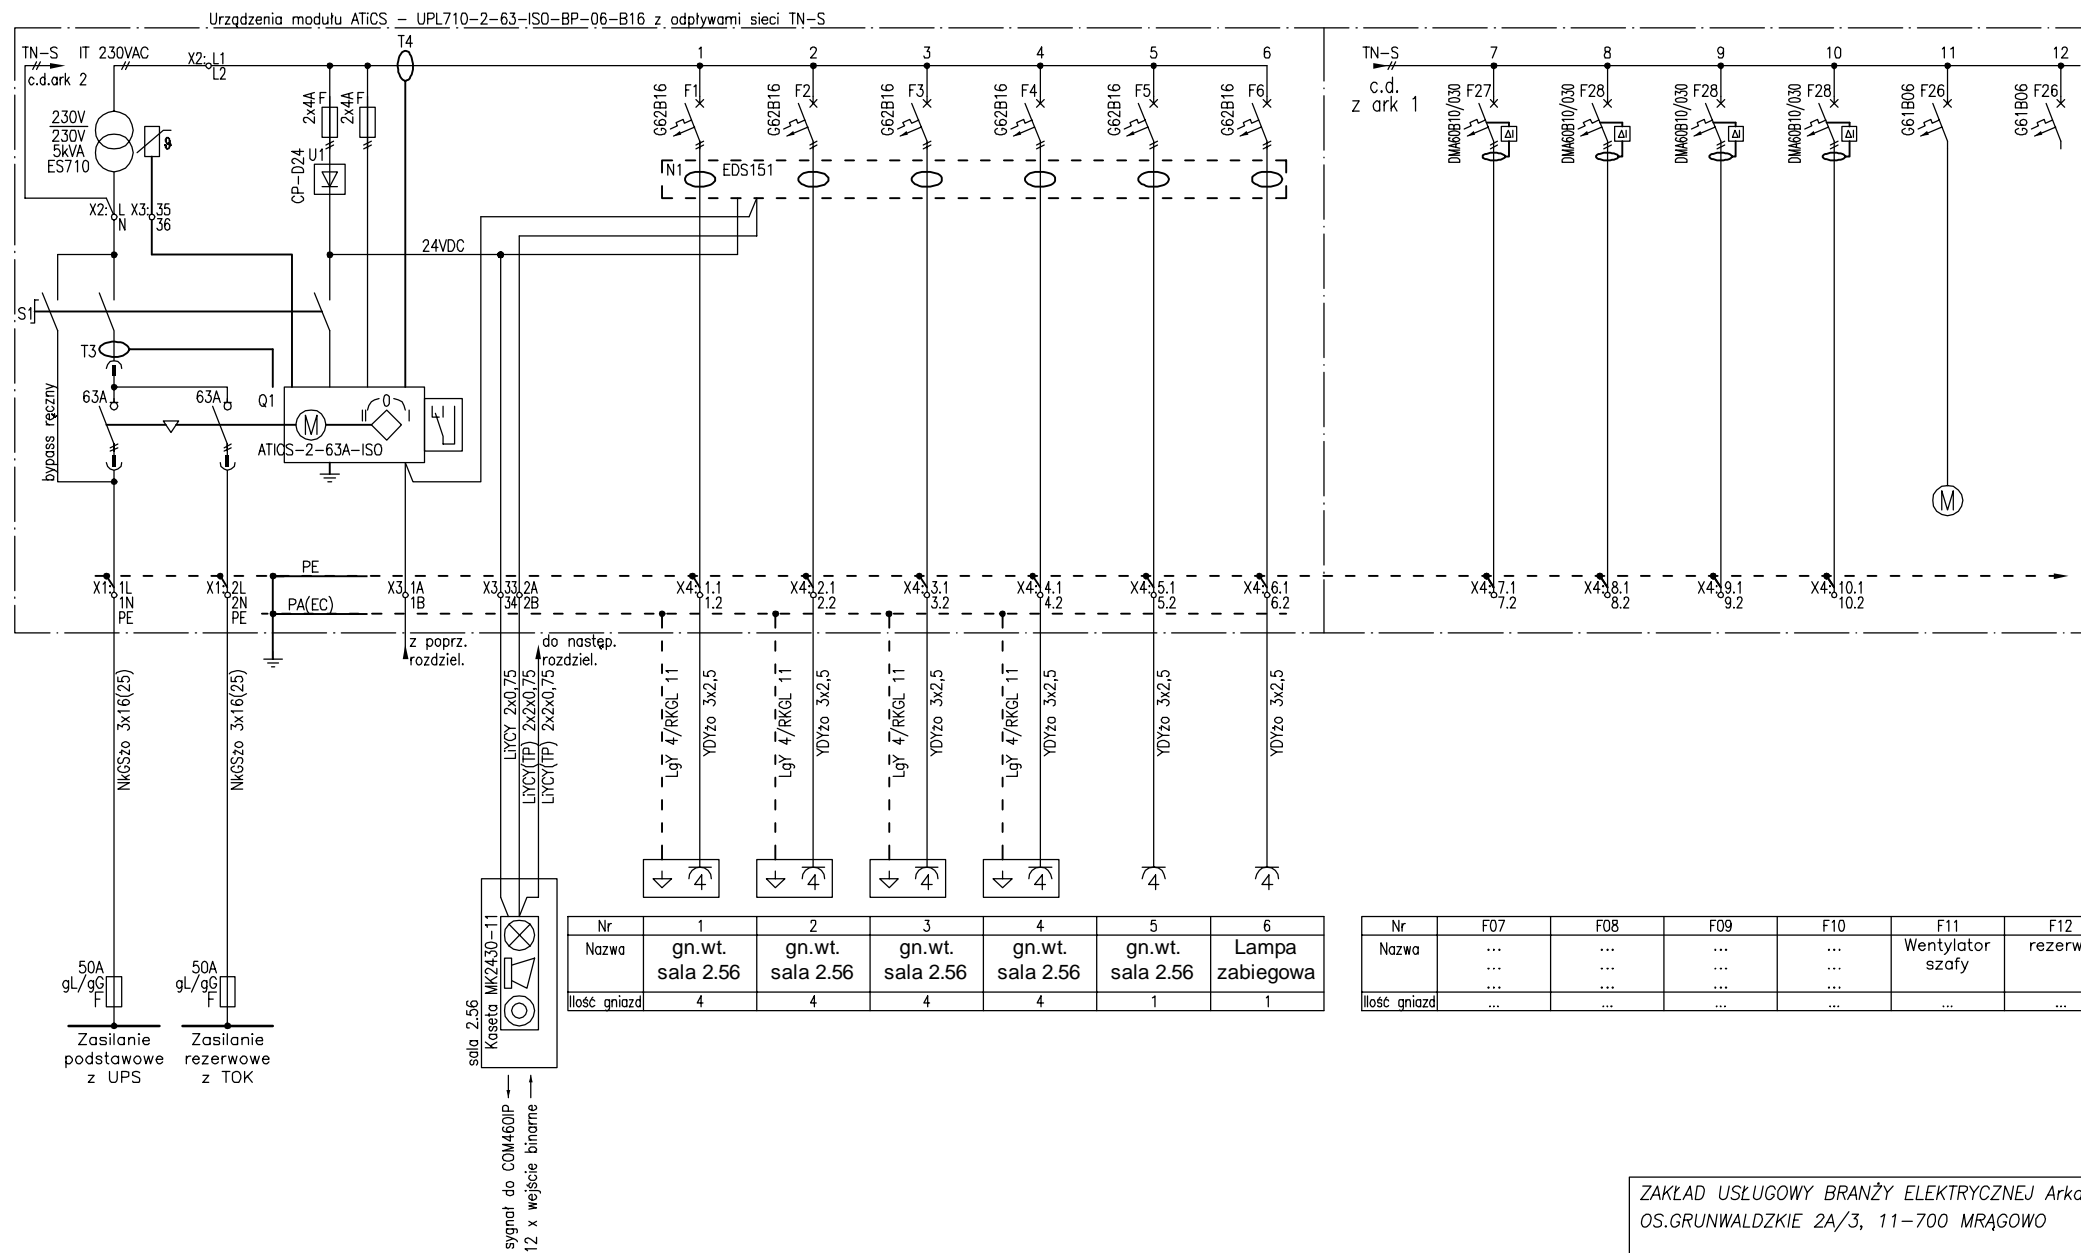 Urządzenia modułu ATiCS - UPL710-2-63-ISO-BP-06-B16 z odpływami sieci TN-S
TN-S IT 230VAC
c.d.ark 2
X2: L1
L2
T4
1 2 3 4 5 6
TN-S
c.d.
z ark 1
7 8 9 10 11 12
230V
230V
5kVA
ES710
ϑ
2x4A F
2x4A F
U1
CP-D24
G62B16 F1
G62B16 F2
G62B16 F3
G62B16 F4
G62B16 F5
G62B16 F6
DMA60B10/030 F27 ΔI
DMA60B10/030 F28 ΔI
DMA60B10/030 F28 ΔI
DMA60B10/030 F28 ΔI
G61B06 F26
G61B06 F26
N1 EDS151
X2: L
N
X3: 35
36
24VDC
S1
T3
bypass ręczny
63A
63A
Q1
M
II 0 I
L1
ATICS-2-63A-ISO
M
PE
PA(EC)
X1: 1L
1N
PE
X1: 2L
2N
PE
X3: 1A
1B
X3: 33
34
2A
2B
X4: 1.1
1.2
X4: 2.1
2.2
X4: 3.1
3.2
X4: 4.1
4.2
X4: 5.1
5.2
X4: 6.1
6.2
X4: 7.1
7.2
X4: 8.1
8.2
X4: 9.1
9.2
X4: 10.1
10.2
z poprz.
rozdziel.
do następ.
rozdziel.
NkGSżo 3x16(25)
NkGSżo 3x16(25)
LiYCY 2x0,75
LiYCY(TP) 2x2x0,75
LiYCY(TP) 2x2x0,75
LgY 4/RKGL 11
YDYżo 3x2,5
LgY 4/RKGL 11
YDYżo 3x2,5
LgY 4/RKGL 11
YDYżo 3x2,5
LgY 4/RKGL 11
YDYżo 3x2,5
YDYżo 3x2,5
YDYżo 3x2,5
4 4 4 4 4 4
sala 2.56
Kaseta MK2430-11
Nr 1 2 3 4 5 6
Nazwa gn.wt. gn.wt. gn.wt. gn.wt. gn.wt. Lampa
sala 2.56 sala 2.56 sala 2.56 sala 2.56 sala 2.56 zabiegowa
Ilość gniazd 4 4 4 4 1 1
Nr F07 F08 F09 F10 F11 F12
Nazwa ... ... ... ... Wentylator rezerw
... ... ... ... szafy
... ... ... ...
Ilość gniazd ... ... ... ... ... ...
50A
gL/gG
F
50A
gL/gG
F
Zasilanie
podstawowe
z UPS
Zasilanie
rezerwowe
z TOK
sygnał do COM460IP
12 x wejście binarne
ZAKŁAD USŁUGOWY BRANŻY ELEKTRYCZNEJ Arka
OS.GRUNWALDZKIE 2A/3, 11-700 MRĄGOWO